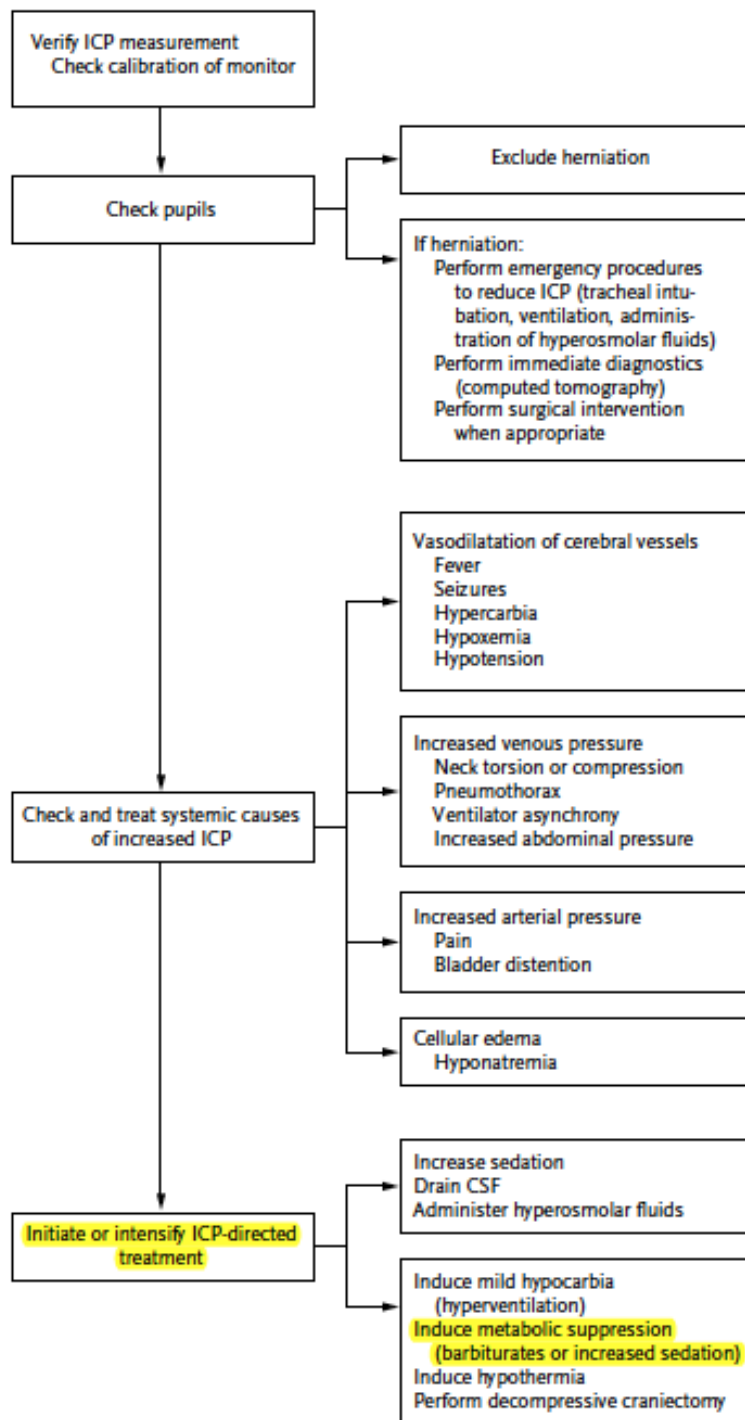 Verify ICP measurement
Check calibration of monitor
Check pupils
Exclude herniation
If herniation:
Perform emergency procedures
to reduce ICP (tracheal intu-
bation, ventilation, adminis-
tration of hyperosmolar fluids)
Perform immediate diagnostics
(computed tomography)
Perform surgical intervention
when appropriate
Check and treat systemic causes
of increased ICP
Vasodilatation of cerebral vessels
Fever
Seizures
Hypercarbia
Hypoxemia
Hypotension
Increased venous pressure
Neck torsion or compression
Pneumothorax
Ventilator asynchrony
Increased abdominal pressure
Increased arterial pressure
Pain
Bladder distention
Cellular edema
Hyponatremia
Initiate or intensify ICP-directed
treatment
Increase sedation
Drain CSF
Administer hyperosmolar fluids
Induce mild hypocarbia
(hyperventilation)
Induce metabolic suppression
(barbiturates or increased sedation)
Induce hypothermia
Perform decompressive craniectomy